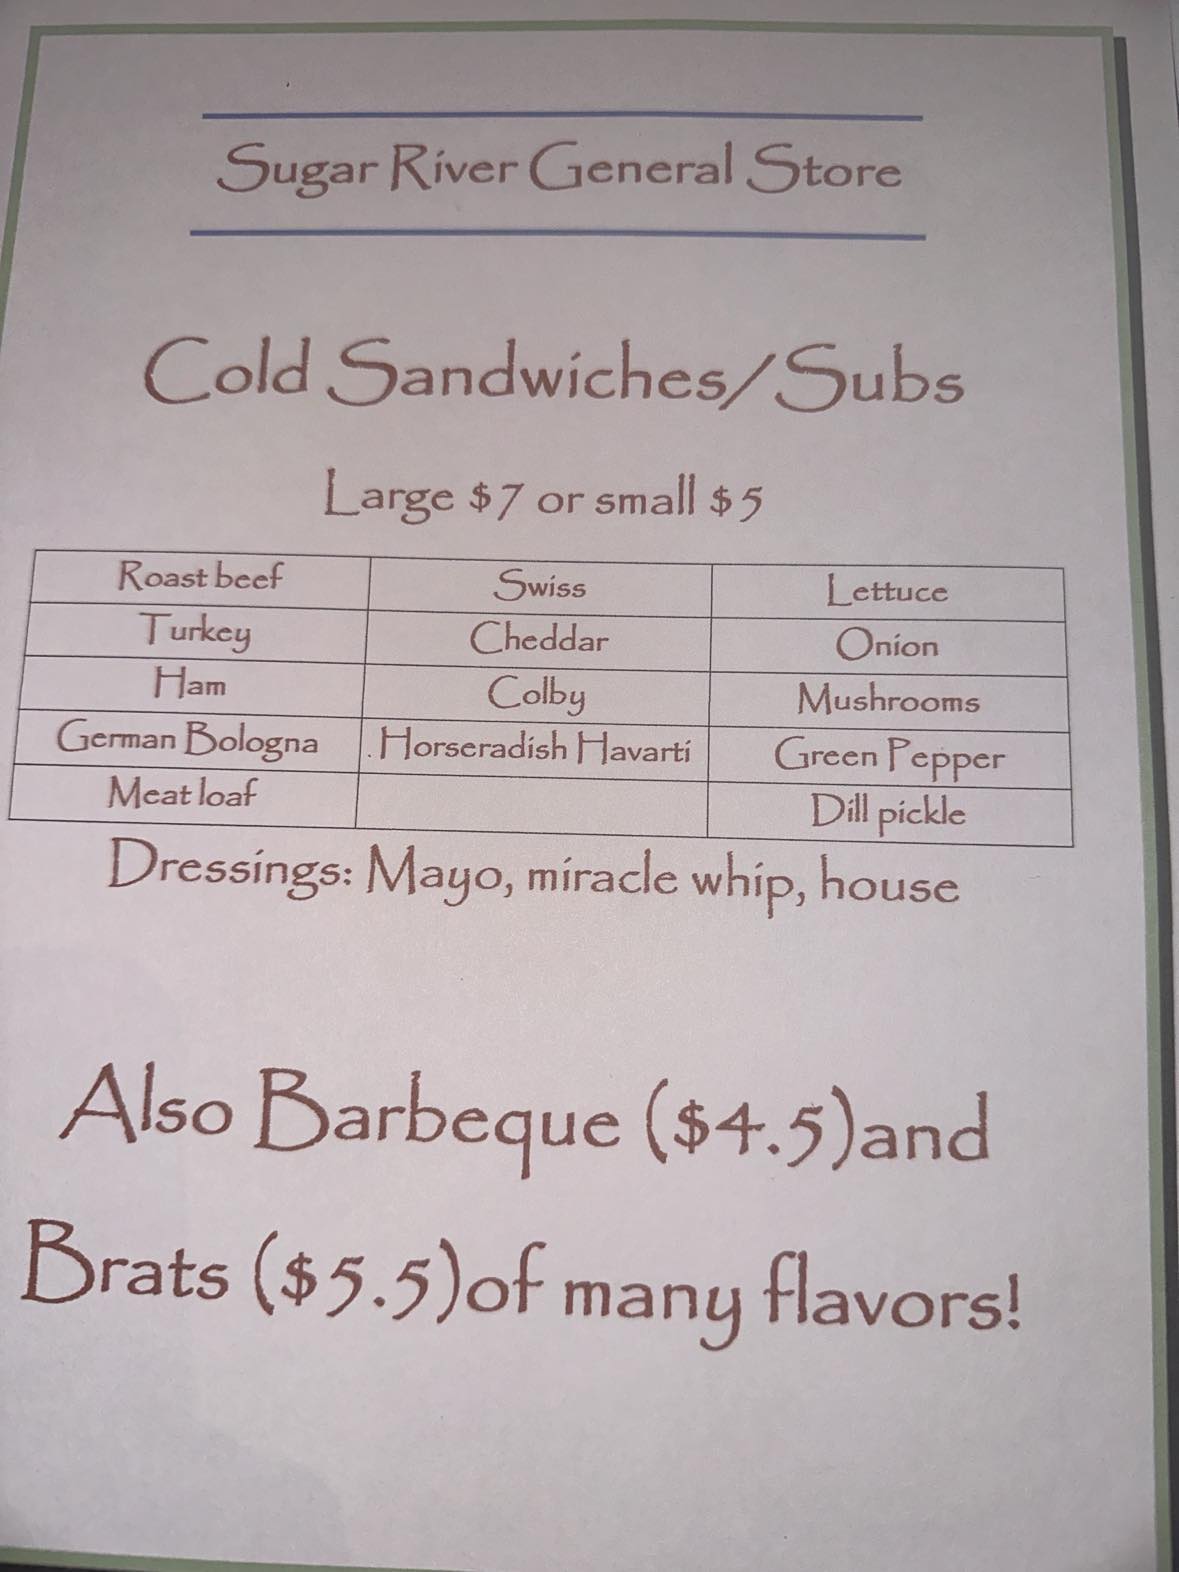 Sugar River General Store
Cold Sandwiches/Subs
Large $7 or small $5
Roast beef Swiss Lettuce
Turkey Cheddar Onion
Ham Colby Mushrooms
German Bologna Horseradish Havarti Green Pepper
Meat loaf Dill pickle
Dressings: Mayo, miracle whip, house
Also Barbeque ($4.5)and
Brats ($5.5)of many flavors!